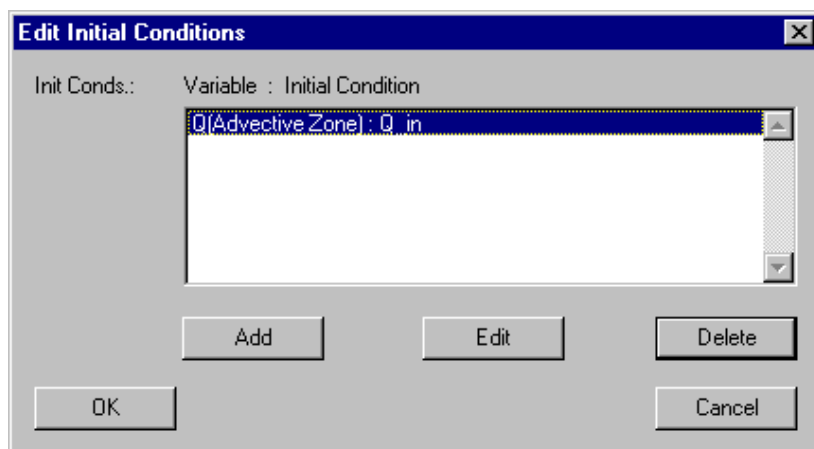 Edit Initial Conditions
Init Conds.: Variable : Initial Condition
Q(Advective Zone) : Q_in
Add Edit Delete
OK Cancel